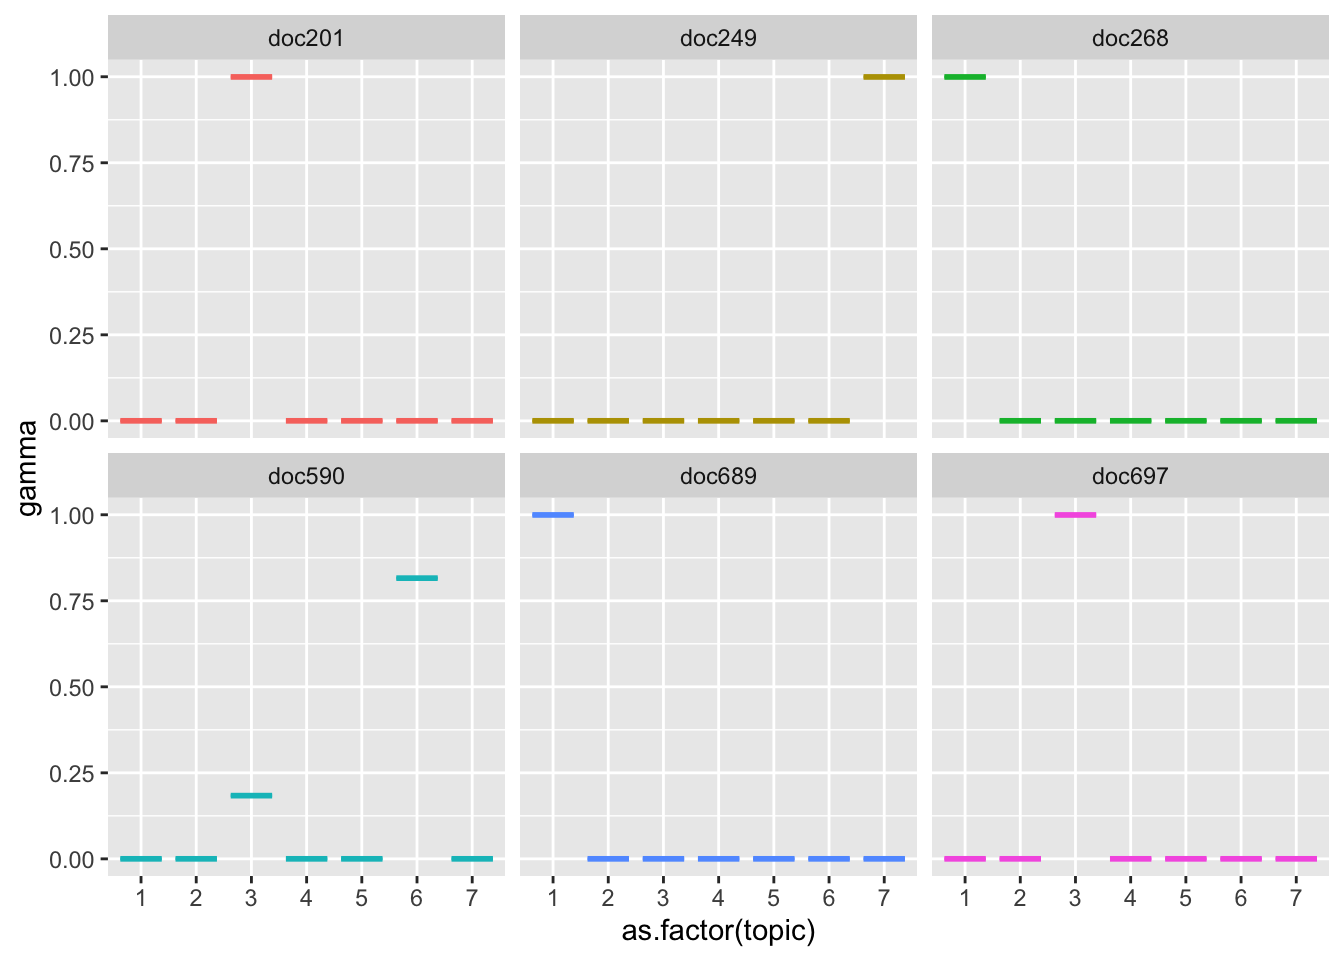 doc201 doc249 doc268
1.00
0.75
0.50
0.25
0.00
doc590 doc689 doc697
1.00
0.75
0.50
0.25
0.00
1 2 3 4 5 6 7 1 2 3 4 5 6 7 1 2 3 4 5 6 7
as.factor(topic)
gamma